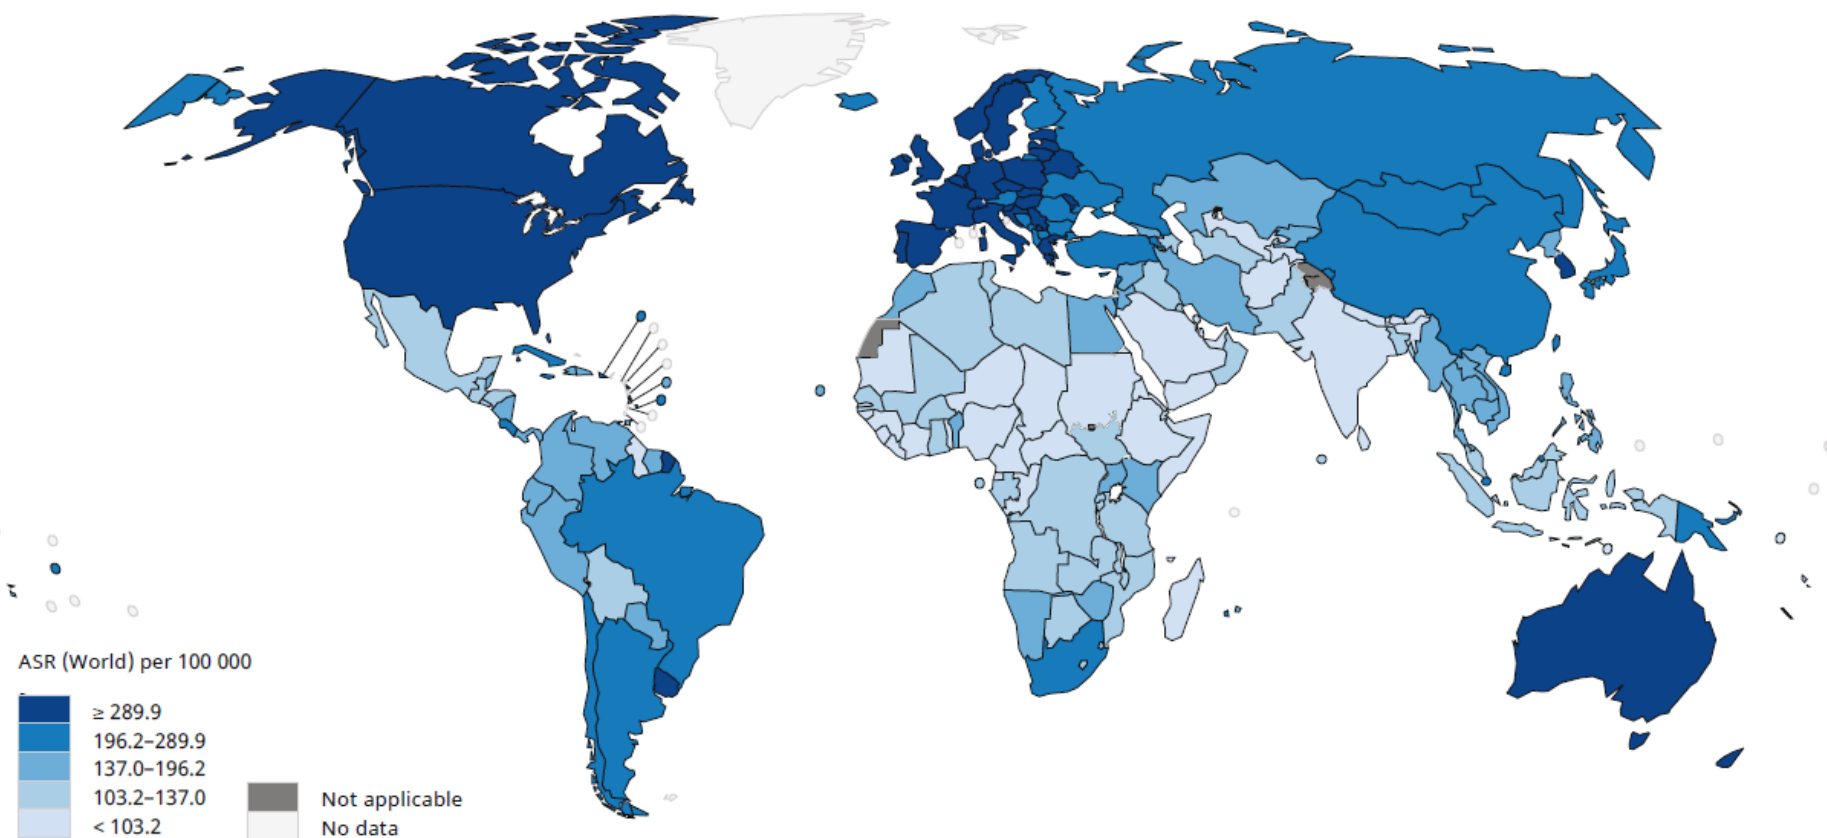 ASR (World) per 100 000
≥ 289.9
196.2–289.9
137.0–196.2
103.2–137.0
< 103.2
Not applicable
No data